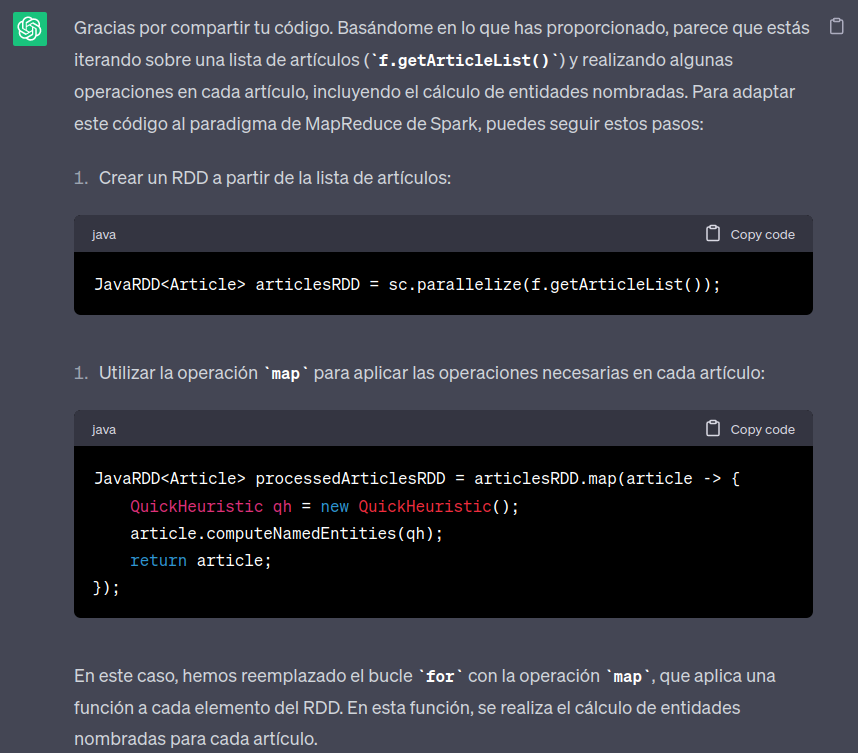 Gracias por compartir tu código. Basándome en lo que has proporcionado, parece que estás
iterando sobre una lista de artículos (`f.getArticleList()`) y realizando algunas
operaciones en cada artículo, incluyendo el cálculo de entidades nombradas. Para adaptar
este código al paradigma de MapReduce de Spark, puedes seguir estos pasos:
1. Crear un RDD a partir de la lista de artículos:
java Copy code
JavaRDD<Article> articlesRDD = sc.parallelize(f.getArticleList());
1. Utilizar la operación `map` para aplicar las operaciones necesarias en cada artículo:
java Copy code
JavaRDD<Article> processedArticlesRDD = articlesRDD.map(article -> {
    QuickHeuristic qh = new QuickHeuristic();
    article.computeNamedEntities(qh);
    return article;
});
En este caso, hemos reemplazado el bucle `for` con la operación `map`, que aplica una
función a cada elemento del RDD. En esta función, se realiza el cálculo de entidades
nombradas para cada artículo.